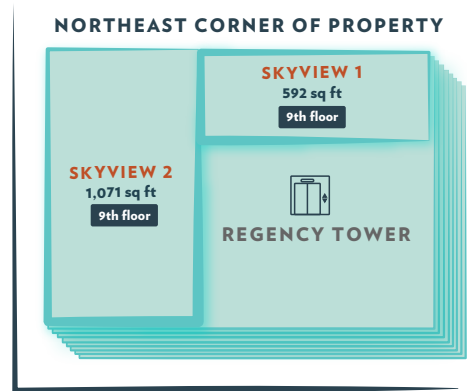 NORTHEAST CORNER OF PROPERTY
SKYVIEW 1
592 sq ft
9th floor
SKYVIEW 2
1,071 sq ft
9th floor
REGENCY TOWER